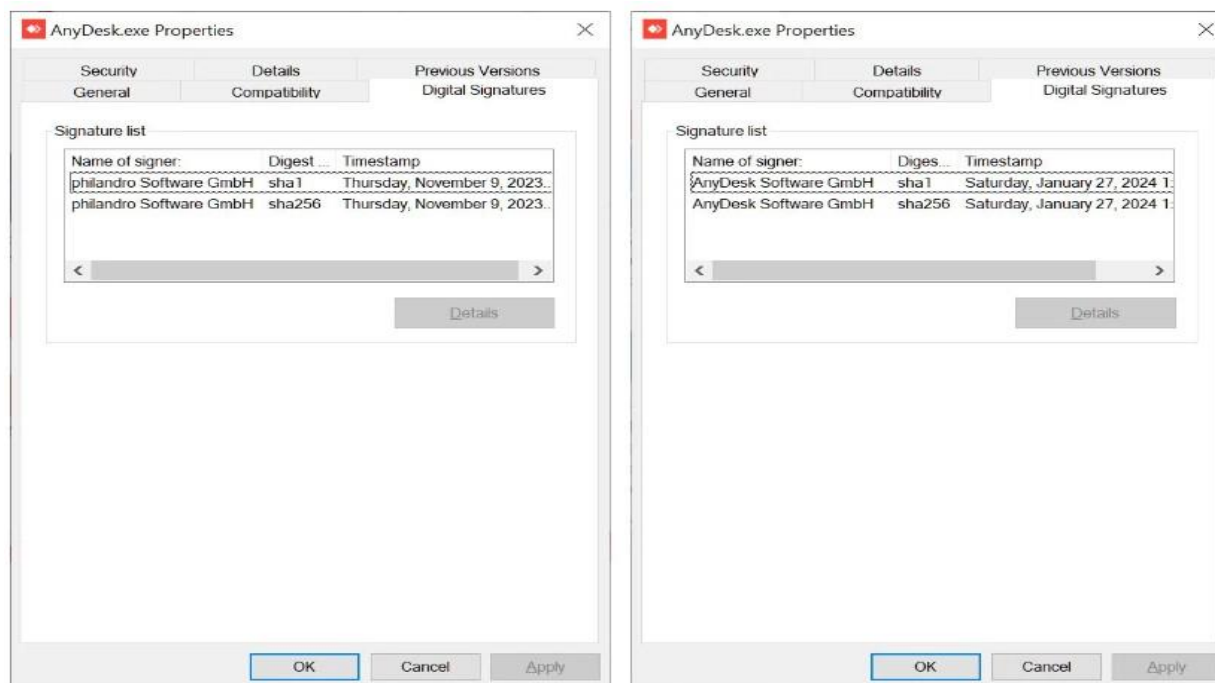 AnyDesk.exe Properties
Security Details Previous Versions
General Compatibility Digital Signatures
Signature list
Name of signer: Digest ... Timestamp
philandro Software GmbH sha1 Thursday, November 9, 2023...
philandro Software GmbH sha256 Thursday, November 9, 2023...
Details
OK Cancel Apply
AnyDesk.exe Properties
Security Details Previous Versions
General Compatibility Digital Signatures
Signature list
Name of signer: Diges... Timestamp
AnyDesk Software GmbH sha1 Saturday, January 27, 2024 1:
AnyDesk Software GmbH sha256 Saturday, January 27, 2024 1:
Details
OK Cancel Apply